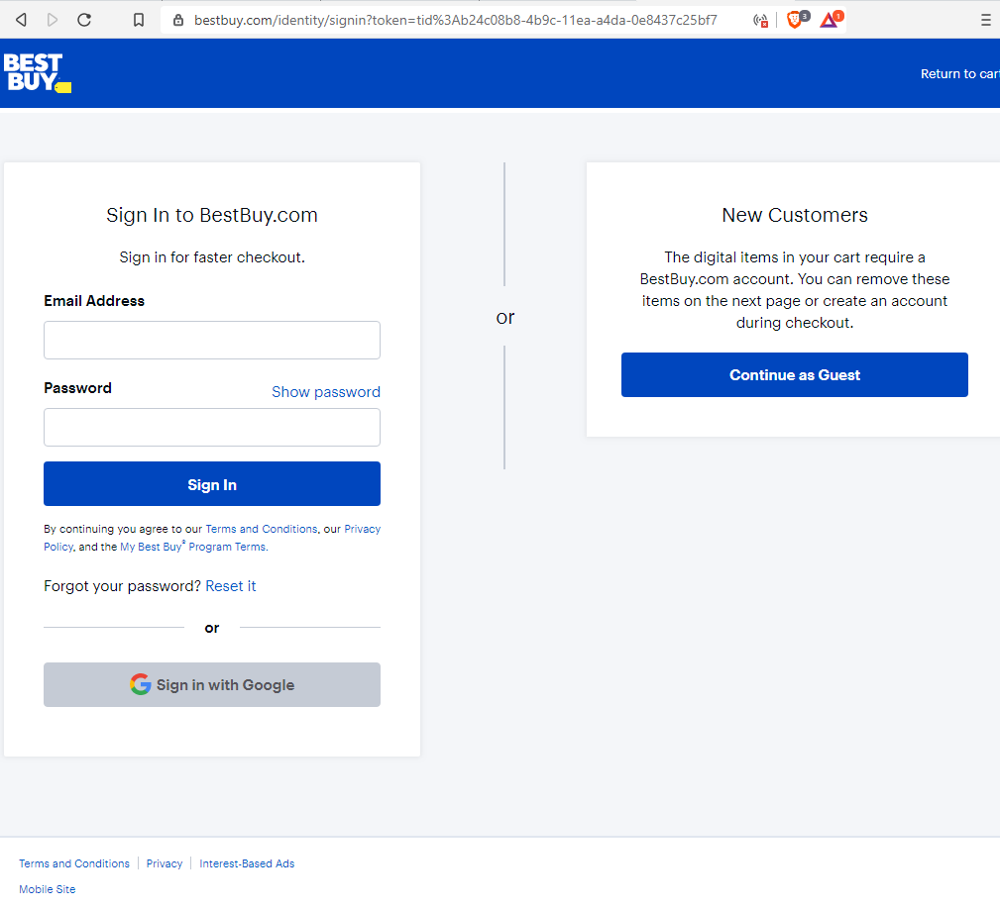 bestbuy.com/identity/signin?token=tid%3Ab24c08b8-4b9c-11ea-a4da-0e8437c25bf7
3
1
BEST
BUY
Return to car
Sign In to BestBuy.com
Sign in for faster checkout.
Email Address
Password
Show password
Sign In
By continuing you agree to our Terms and Conditions, our Privacy
Policy, and the My Best Buy® Program Terms.
Forgot your password? Reset it
or
Sign in with Google
or
New Customers
The digital items in your cart require a
BestBuy.com account. You can remove these
items on the next page or create an account
during checkout.
Continue as Guest
Terms and Conditions
Privacy
Interest-Based Ads
Mobile Site